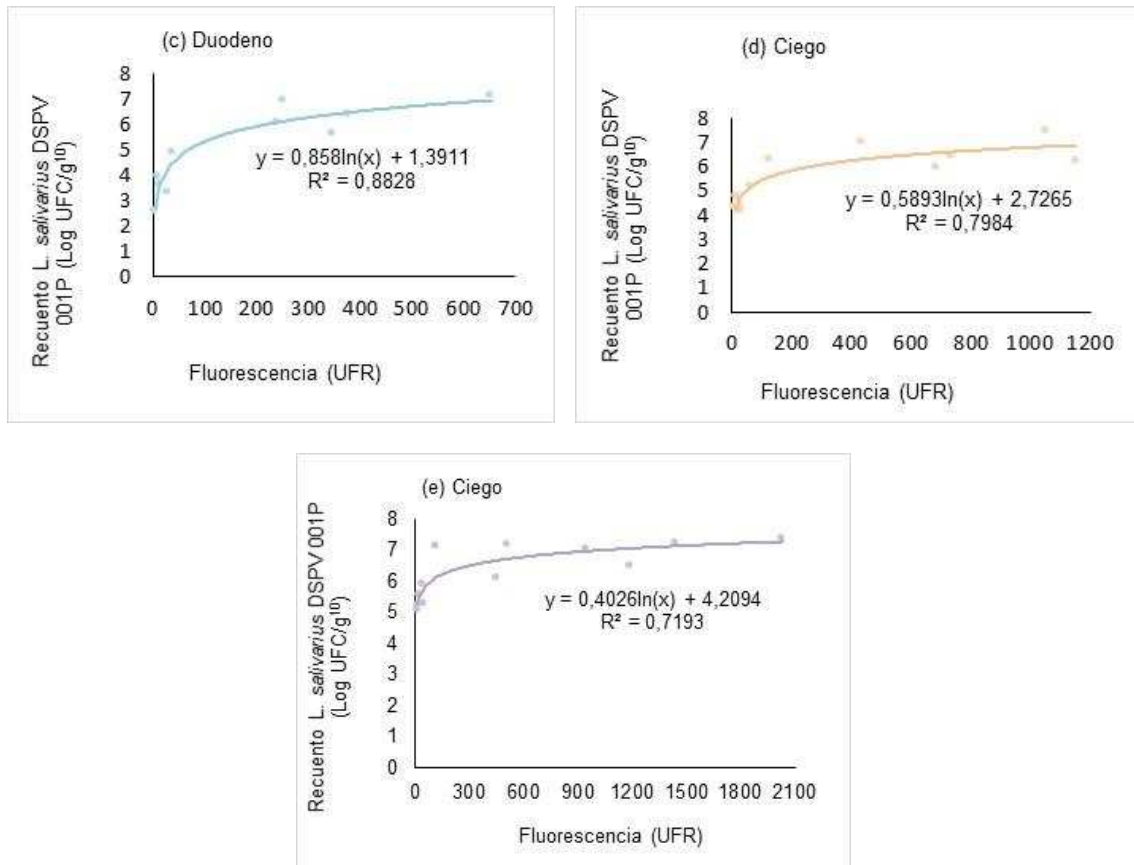 (c) Duodeno
Recuento L. salivarius DSPV
001P (Log UFC/g¹⁰)
8
7
6
5
4
3
2
1
0
y = 0,858ln(x) + 1,3911
R² = 0,8828
0 100 200 300 400 500 600 700
Fluorescencia (UFR)
(d) Ciego
Recuento L. salivarius DSPV
001P (Log UFC/g¹⁰)
8
7
6
5
4
3
2
1
0
y = 0,5893ln(x) + 2,7265
R² = 0,7984
0 200 400 600 800 1000 1200
Fluorescencia (UFR)
(e) Ciego
Recuento L. salivarius DSPV 001P
(Log UFC/g¹⁰)
8
7
6
5
4
3
2
1
0
y = 0,4026ln(x) + 4,2094
R² = 0,7193
0 300 600 900 1200 1500 1800 2100
Fluorescencia (UFR)